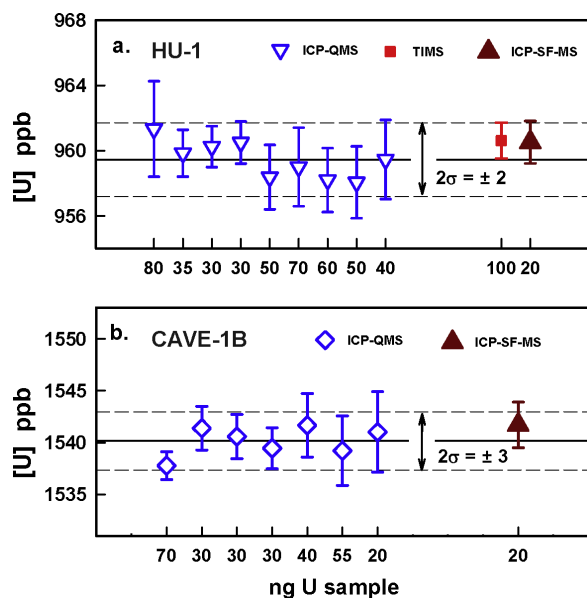 a. HU-1 ICP-QMS TIMS ICP-SF-MS
968
964
960
956
[U] ppb
2σ = ± 2
80 35 30 30 50 70 60 50 40 100 20
b. CAVE-1B ICP-QMS ICP-SF-MS
1550
1545
1540
1535
[U] ppb
2σ = ± 3
70 30 30 30 40 55 20 20
ng U sample